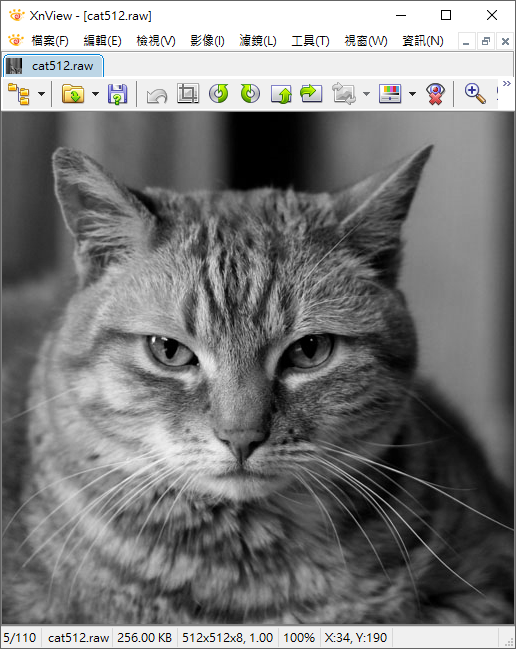 XnView - [cat512.raw]
檔案(F) 編輯(E) 檢視(V) 影像(I) 濾鏡(L) 工具(T) 視窗(W) 資訊(N)
cat512.raw
5/110 cat512.raw 256.00 KB 512x512x8, 1.00 100% X:34, Y:190